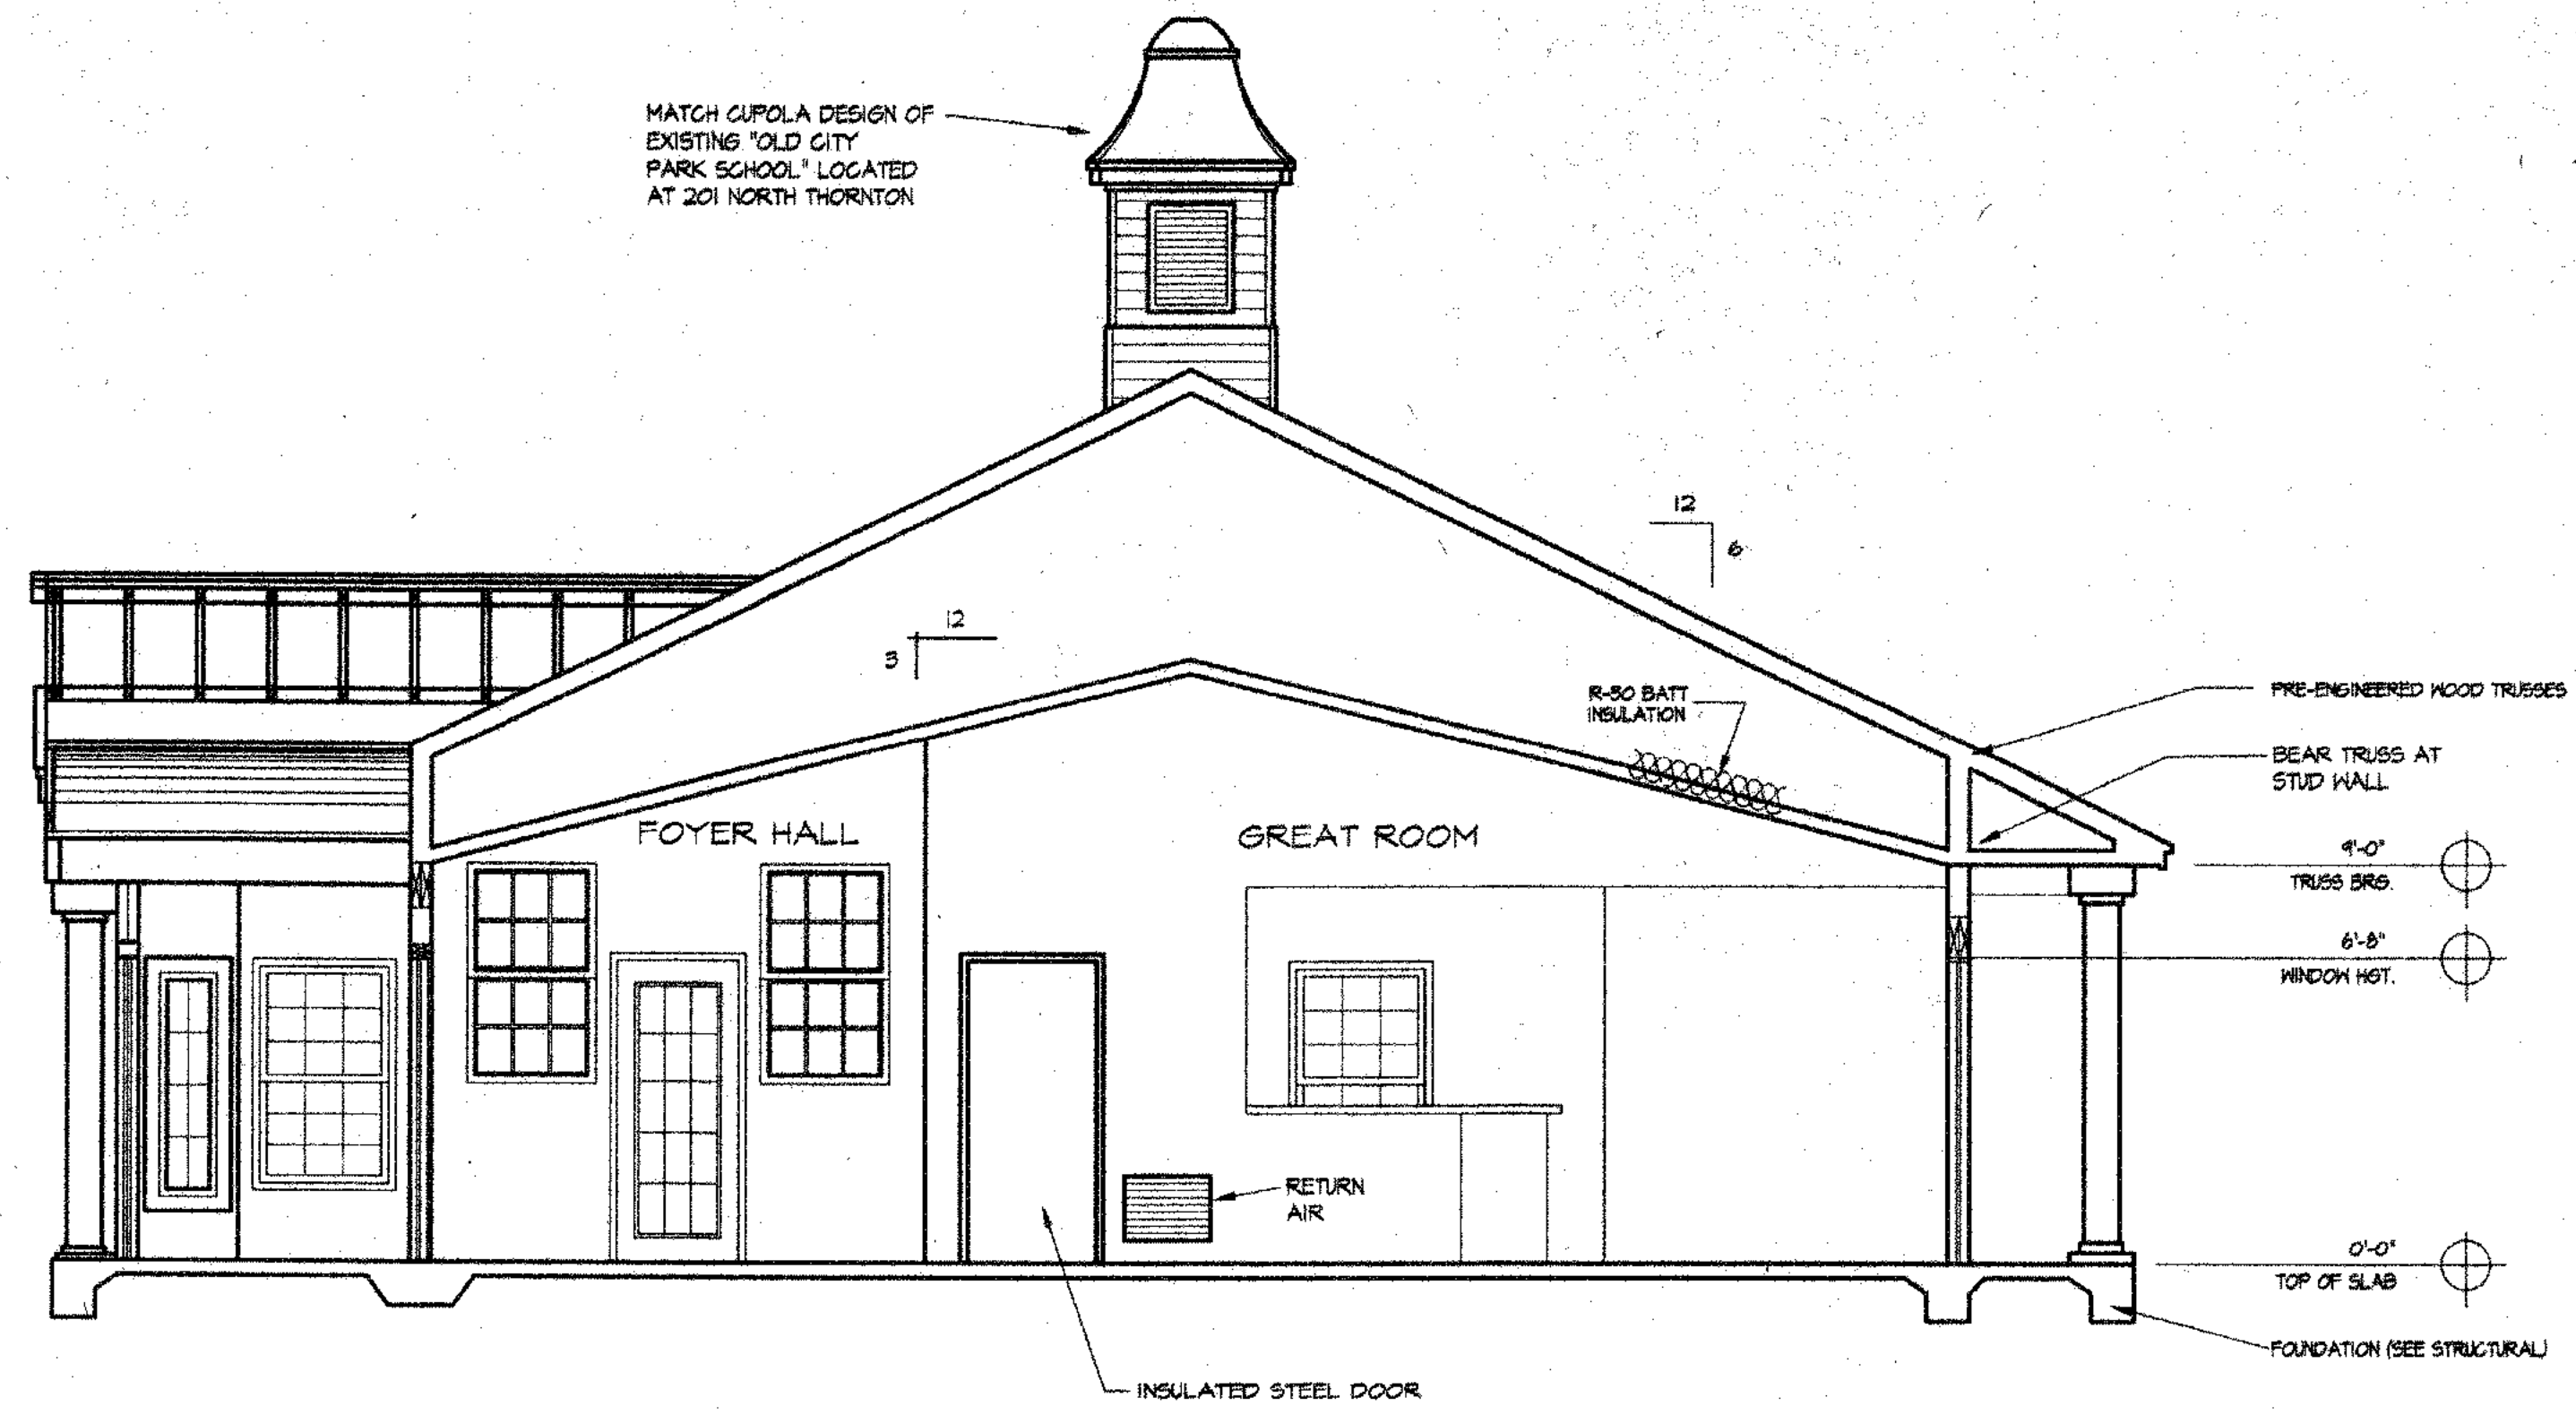 MATCH CUPOLA DESIGN OF
EXISTING "OLD CITY
PARK SCHOOL" LOCATED
AT 201 NORTH THORNTON
12
6
12
3
R-30 BATT
INSULATION
PRE-ENGINEERED WOOD TRUSSES
BEAR TRUSS AT
STUD WALL
FOYER HALL
GREAT ROOM
9'-0"
TRUSS BRG.
6'-8"
WINDOW HGT.
RETURN
AIR
0'-0"
TOP OF SLAB
FOUNDATION (SEE STRUCTURAL)
INSULATED STEEL DOOR